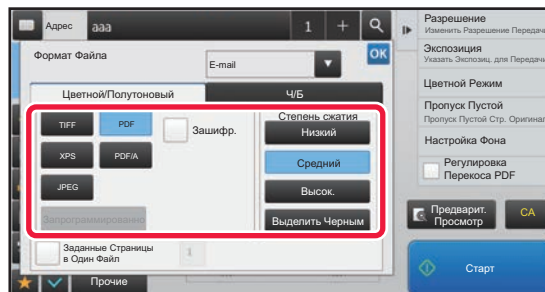 Адрес
aaa
1
Формат Файла
E-mail
OK
Цветной/Полутоновый
Ч/Б
TIFF
PDF
Зашифр.
XPS
PDF/A
JPEG
Запрограммированно
Степень сжатия
Низкий
Средний
Высок.
Выделить Черным
Заданные Страницы
в Один Файл
1
Прочие
Разрешение
Изменить Разрешение Передачи
Экспозиция
Указать Экспозиц. для Передачи
Цветной Режим
Пропуск Пустой
Пропуск Пустой Стр. Оригинал
Настройка Фона
Регулировка
Перекоса PDF
Предварит.
Просмотр
CA
Старт